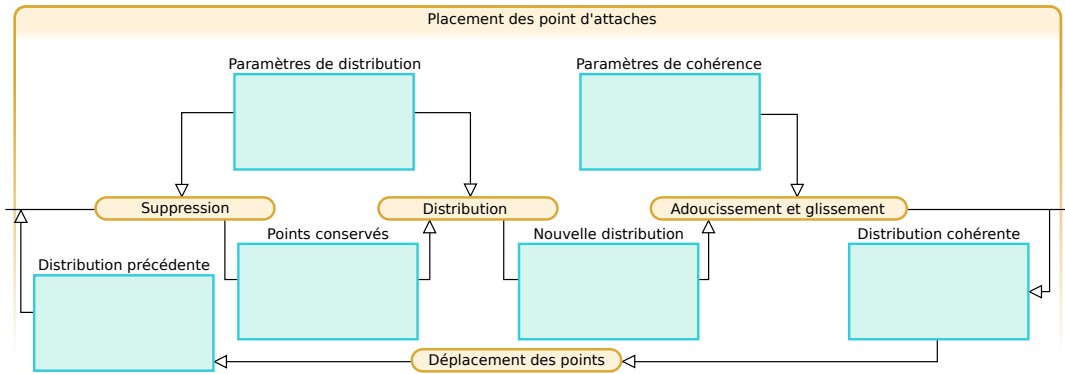 Placement des point d'attaches
Paramètres de distribution
Paramètres de cohérence
Suppression
Distribution
Adoucissement et glissement
Points conservés
Nouvelle distribution
Distribution cohérente
Distribution précédente
Déplacement des points